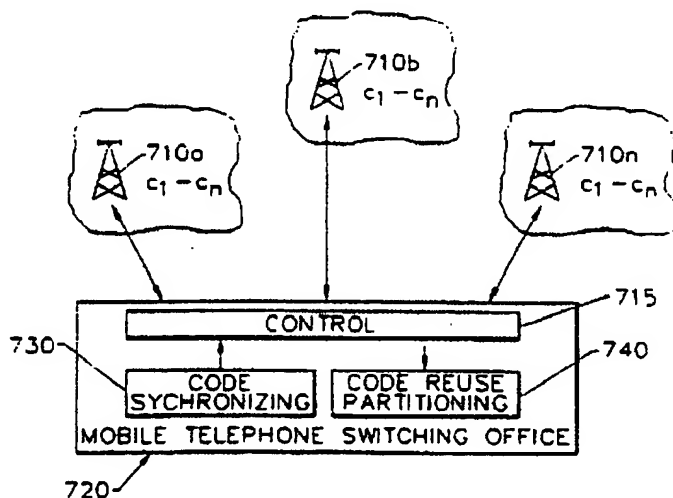 710b
c1 – cn
710a
c1 – cn
710n
c1 – cn
715
CONTROL
730
740
CODE SYCHRONIZING
CODE REUSE PARTITIONING
MOBILE TELEPHONE SWITCHING OFFICE
720